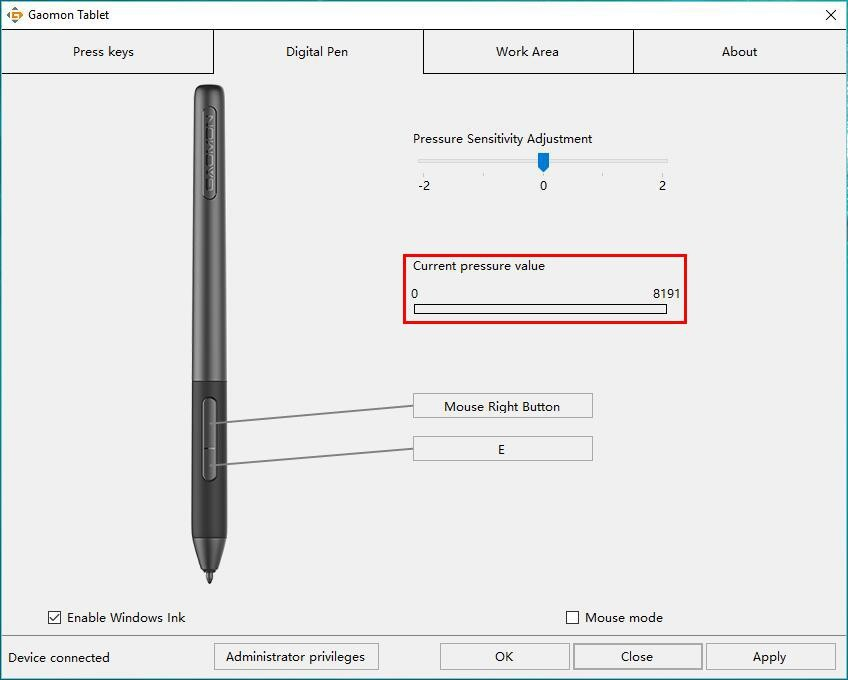 Gaomon Tablet
Press keys
Digital Pen
Work Area
About
GAOMON
Pressure Sensitivity Adjustment
-2 0 2
Current pressure value
0 8191
Mouse Right Button
E
Enable Windows Ink
Mouse mode
Device connected
Administrator privileges
OK
Close
Apply